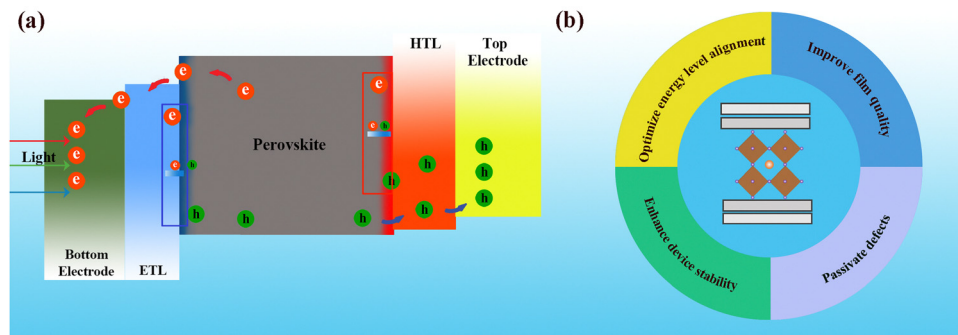 (a)
HTL
Top
Electrode
e
e
e
e
e
e
e
e
e
e
e
h
h
h
h
h
h
h
h
h
h
h
Light
Perovskite
Bottom
Electrode
ETL
(b)
Optimize energy level alignment
Improve film quality
Enhance device stability
Passivate defects